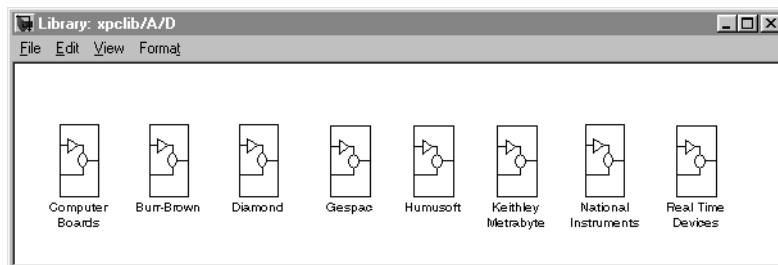 Library: xpclib/A/D
File Edit View Format
Computer Boards
Burr-Brown
Diamond
Gespac
Humusoft
Keithley Metrabyte
National Instruments
Real Time Devices